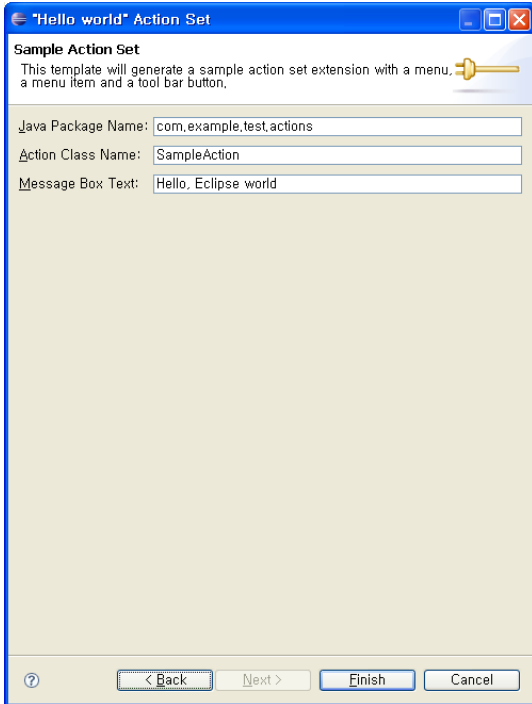 "Hello world" Action Set
Sample Action Set
This template will generate a sample action set extension with a menu,
a menu item and a tool bar button.
Java Package Name: com.example.test.actions
Action Class Name: SampleAction
Message Box Text: Hello, Eclipse world
? < Back Next > Finish Cancel